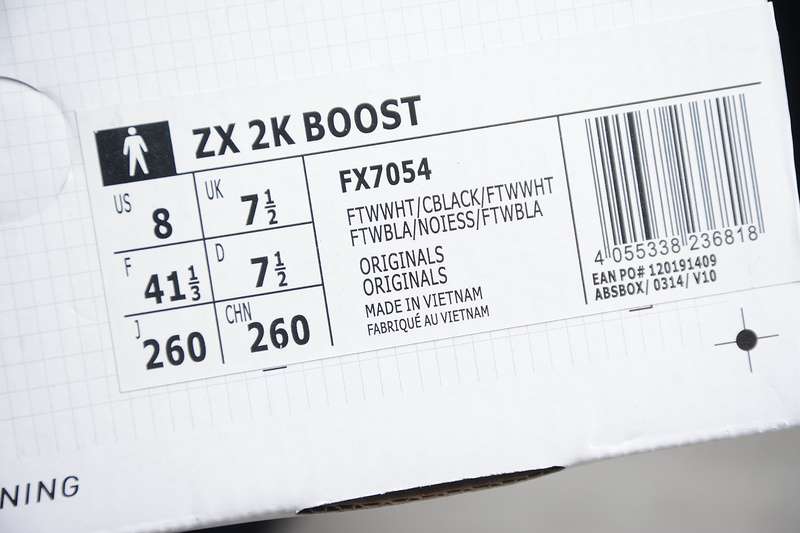 ZX 2K BOOST
US 8
UK 7½
F 41⅓
D 7½
J 260
CHN 260
FX7054
FTWWHT/CBLACK/FTWWHT
FTWBLA/NOIESS/FTWBLA
ORIGINALS
ORIGINALS
MADE IN VIETNAM
FABRIQUÉ AU VIETNAM
4 055338 236818
EAN PO# 120191409
ABSBOX/ 0314/ V10
NING